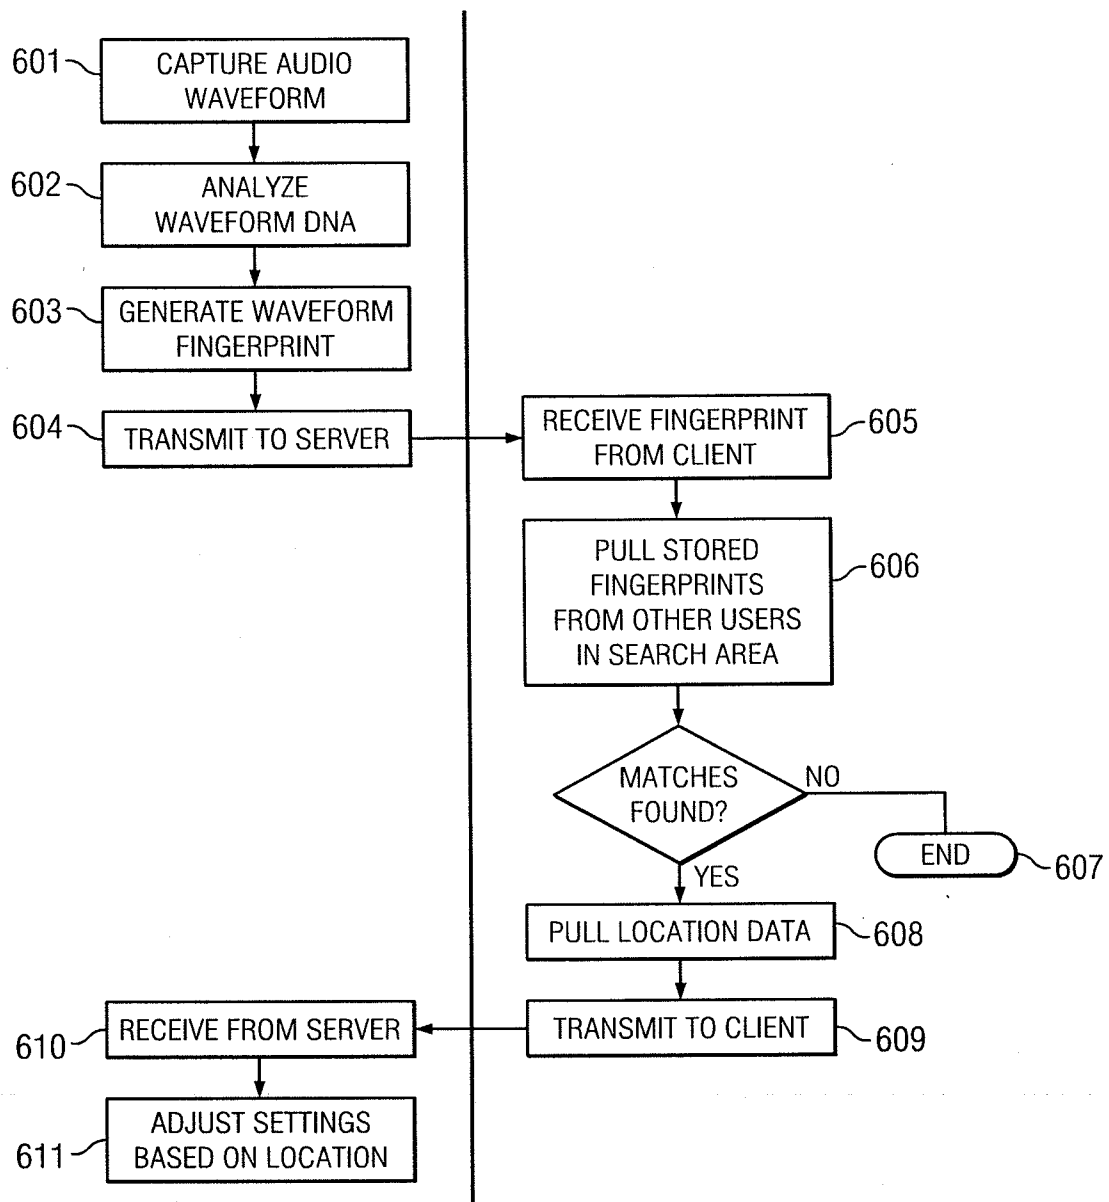 601
CAPTURE AUDIO
WAVEFORM
602
ANALYZE
WAVEFORM DNA
603
GENERATE WAVEFORM
FINGERPRINT
604
TRANSMIT TO SERVER
RECEIVE FINGERPRINT
FROM CLIENT
605
PULL STORED
FINGERPRINTS
FROM OTHER USERS
IN SEARCH AREA
606
MATCHES
FOUND?
NO
END
607
YES
PULL LOCATION DATA
608
TRANSMIT TO CLIENT
609
610
RECEIVE FROM SERVER
611
ADJUST SETTINGS
BASED ON LOCATION